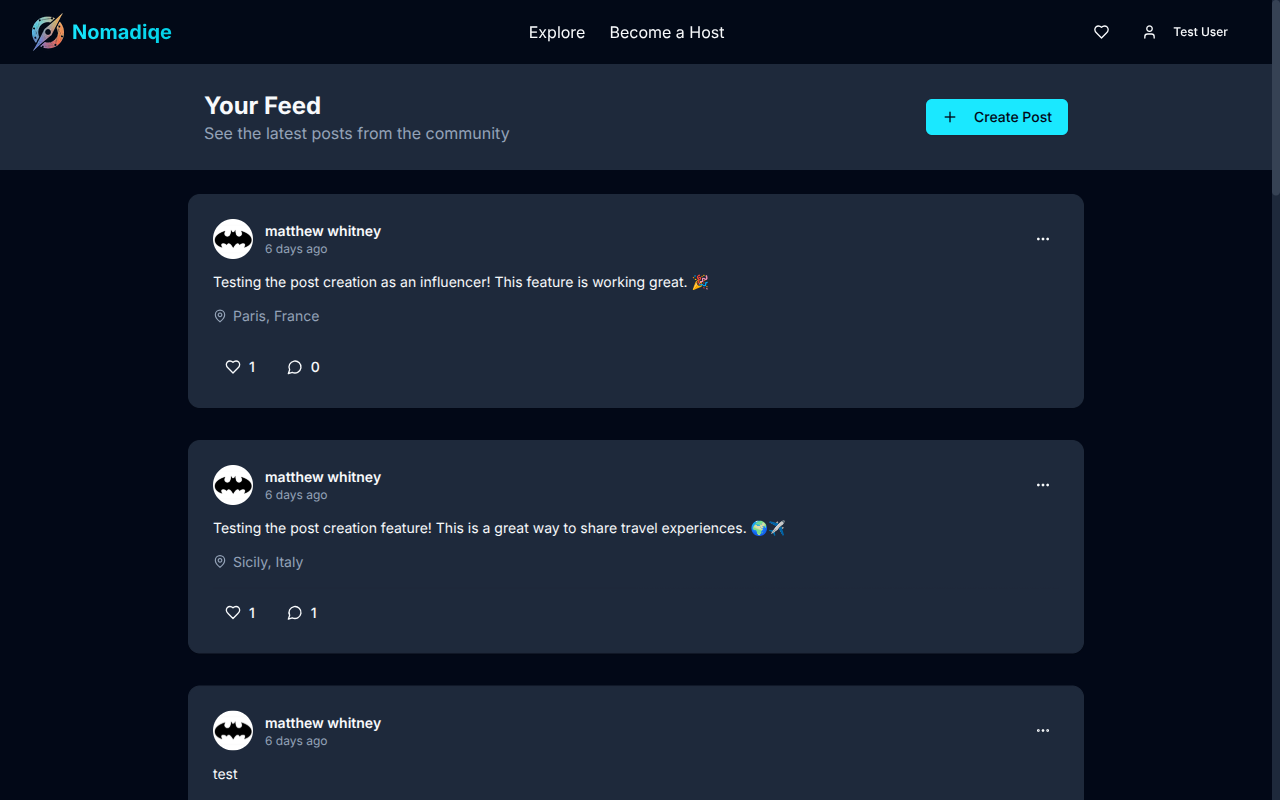 Nomadiqe
Explore
Become a Host
Test User
Your Feed
See the latest posts from the community
Create Post
matthew whitney
6 days ago
Testing the post creation as an influencer! This feature is working great. 🎉
Paris, France
1
0
matthew whitney
6 days ago
Testing the post creation feature! This is a great way to share travel experiences. 🌍✈️
Sicily, Italy
1
1
matthew whitney
6 days ago
test